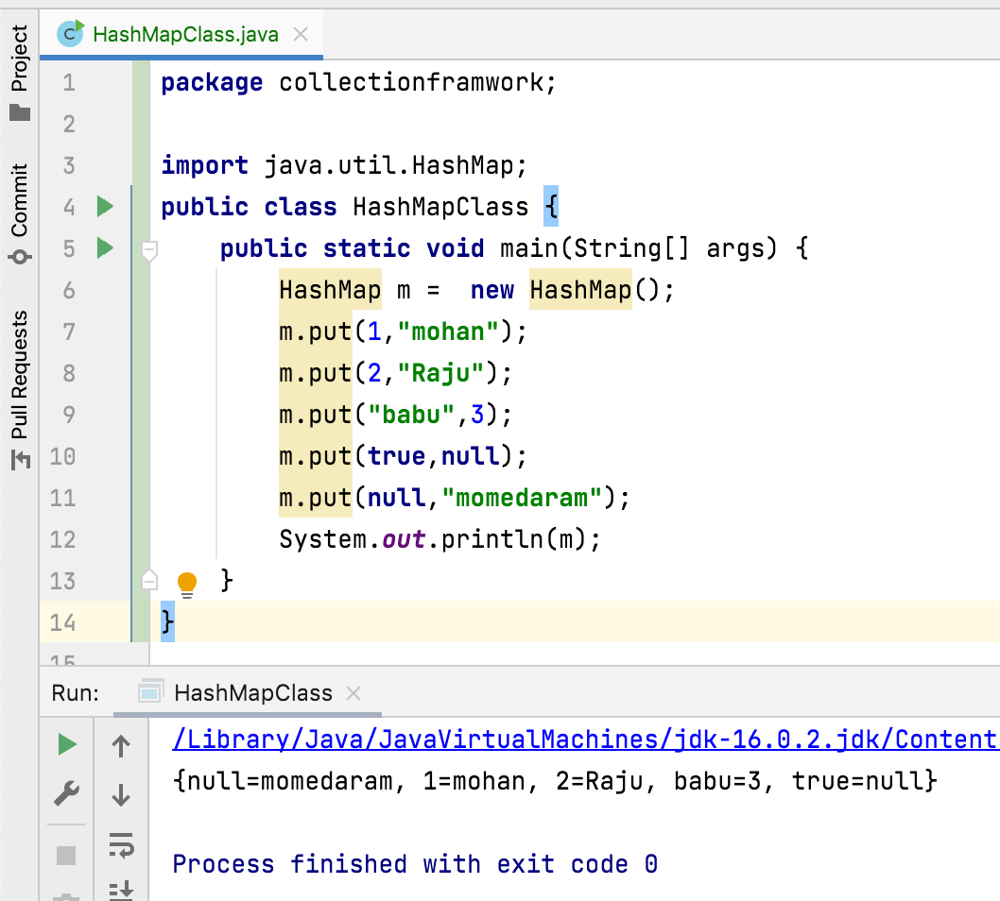 HashMapClass.java
Project
Commit
Pull Requests
1 package collectionframwork;
2
3 import java.util.HashMap;
4 public class HashMapClass {
5 public static void main(String[] args) {
6 HashMap m =  new HashMap();
7 m.put(1,"mohan");
8 m.put(2,"Raju");
9 m.put("babu",3);
10 m.put(true,null);
11 m.put(null,"momedaram");
12 System.out.println(m);
13 }
14 }
15
Run: HashMapClass
/Library/Java/JavaVirtualMachines/jdk-16.0.2.jdk/Content
{null=momedaram, 1=mohan, 2=Raju, babu=3, true=null}
Process finished with exit code 0